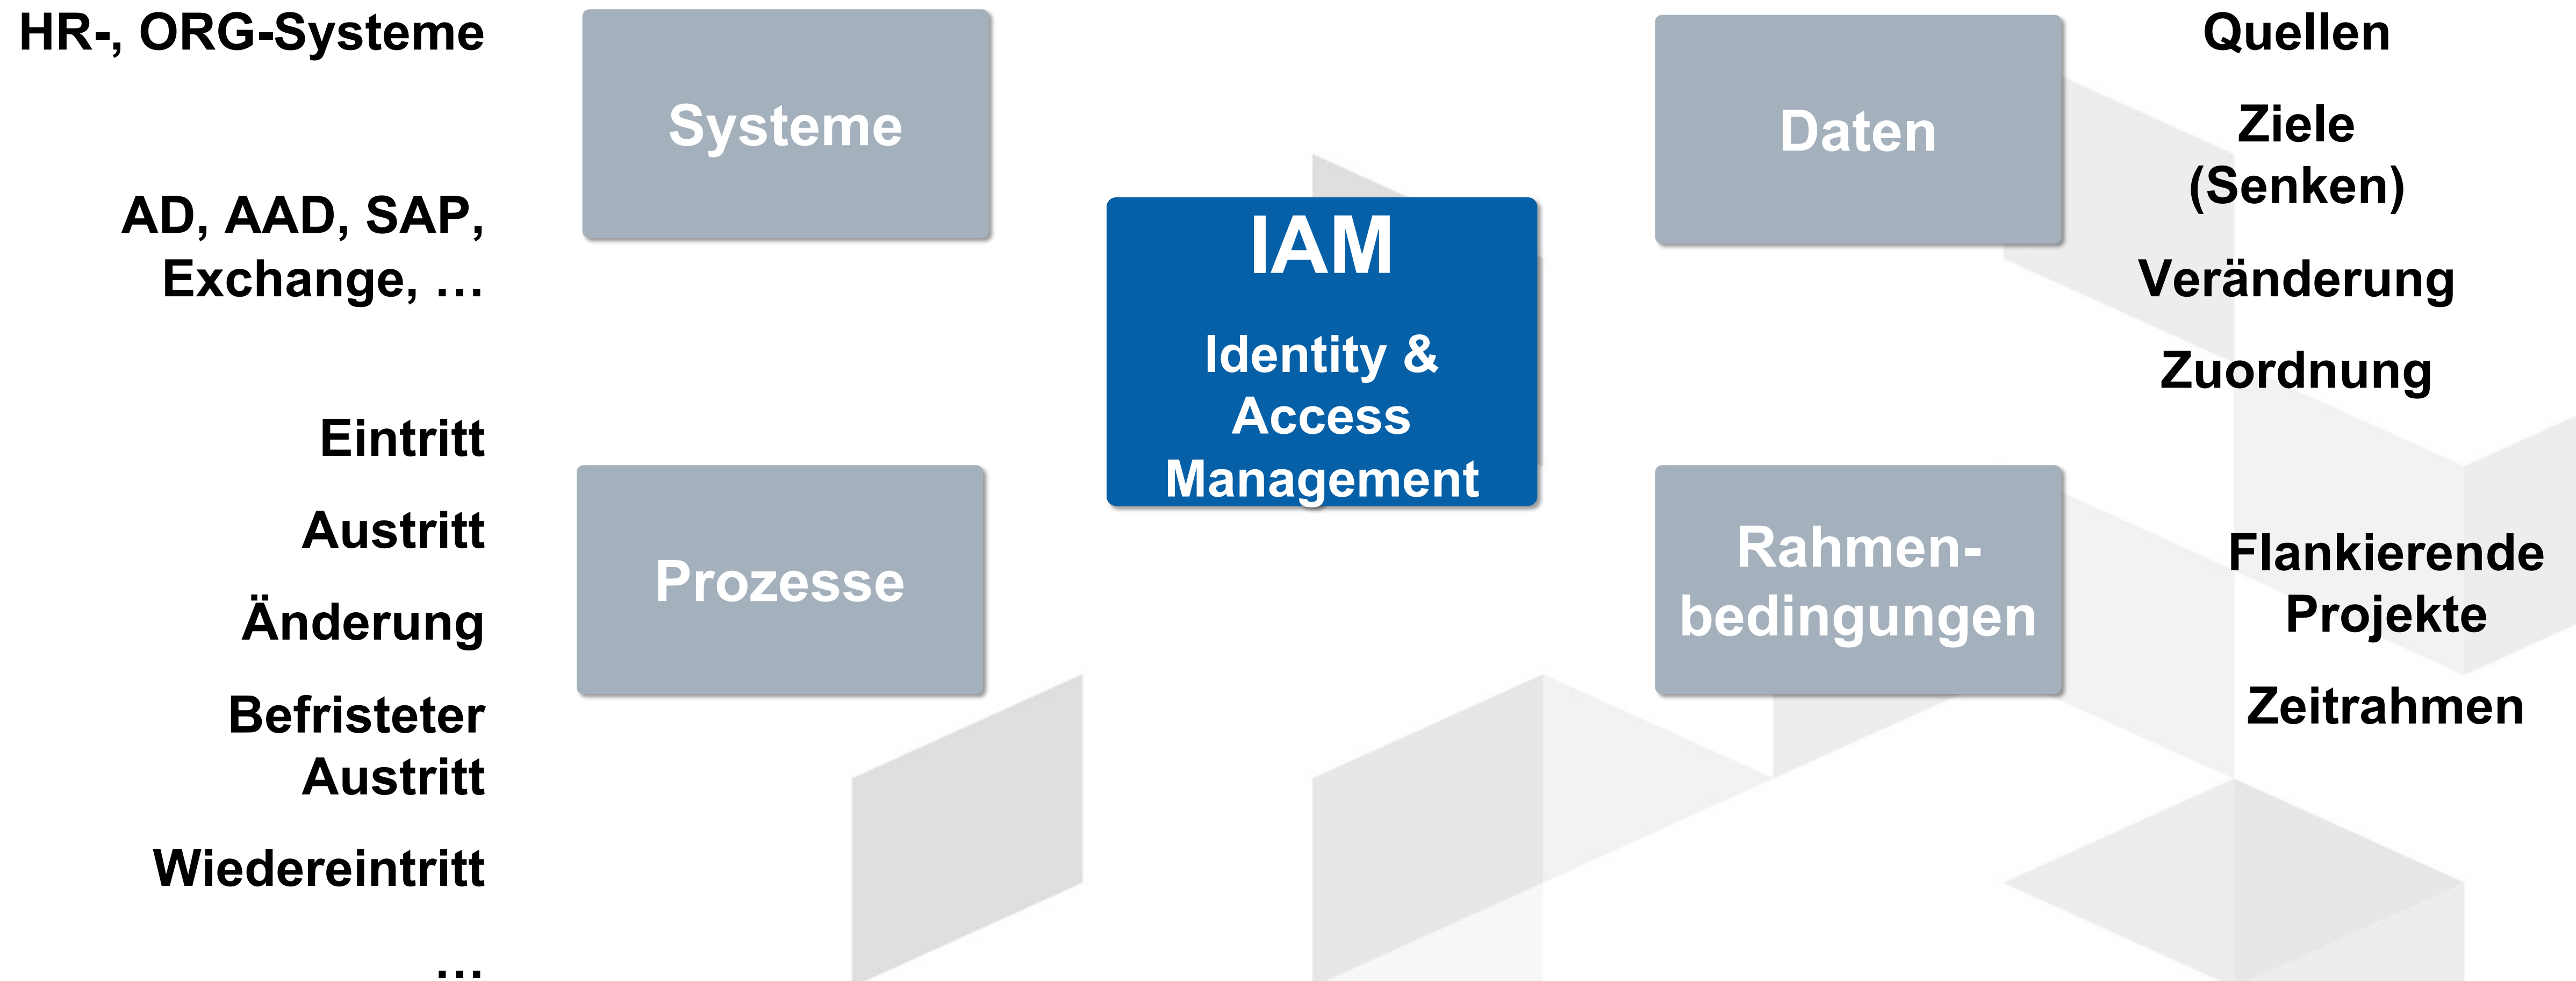 HR-, ORG-Systeme
AD, AAD, SAP,
Exchange, …
Systeme
Eintritt
Austritt
Änderung
Befristeter
Austritt
Wiedereintritt
…
Prozesse
IAM
Identity &
Access
Management
Daten
Quellen
Ziele
(Senken)
Veränderung
Zuordnung
Rahmen-
bedingungen
Flankierende
Projekte
Zeitrahmen